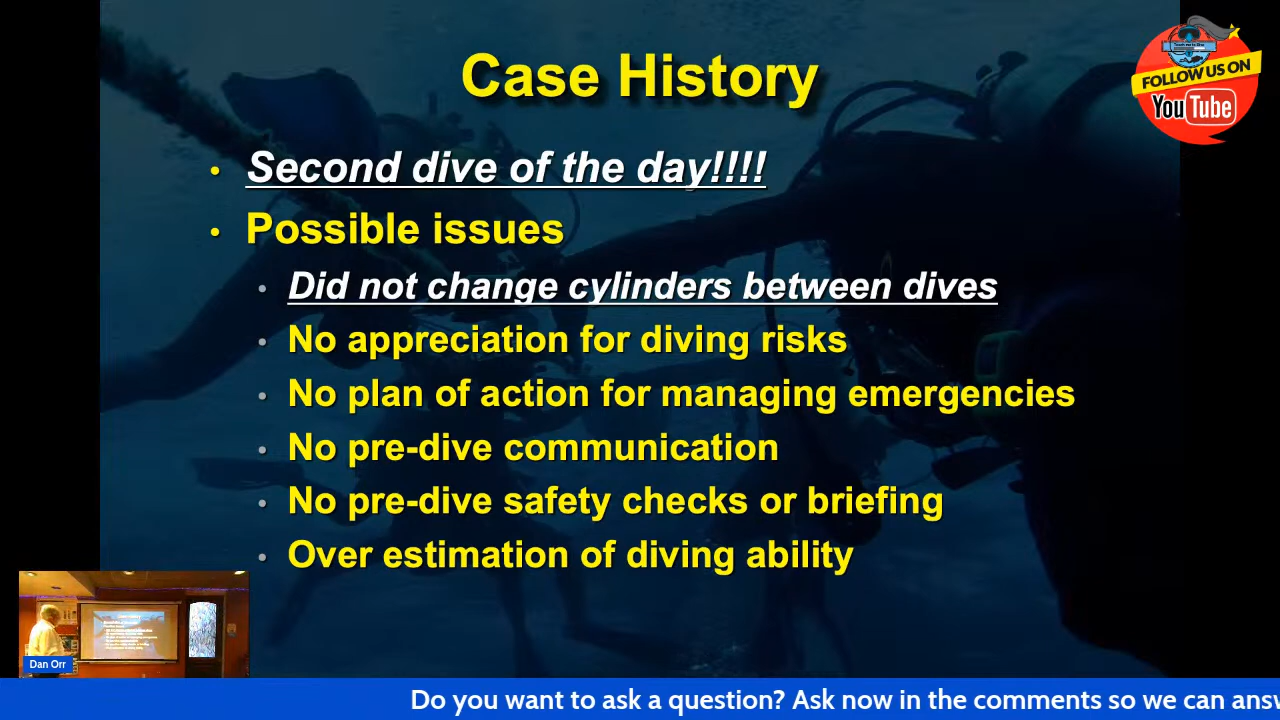 Case History
FOLLOW US ON
YouTube
Second dive of the day!!!!
Possible issues
Did not change cylinders between dives
No appreciation for diving risks
No plan of action for managing emergencies
No pre-dive communication
No pre-dive safety checks or briefing
Over estimation of diving ability
Dan Orr
Do you want to ask a question? Ask now in the comments so we can answ